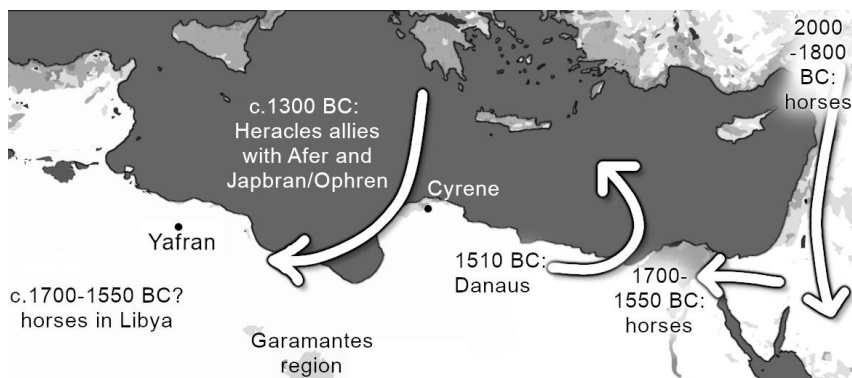 2000
-1800
BC:
horses
c.1300 BC:
Heracles allies
with Afer and
Japbran/Ophren
Cyrene
Yafran
1510 BC:
Danaus
1700-
1550 BC:
horses
c.1700-1550 BC?
horses in Libya
Garamantes
region